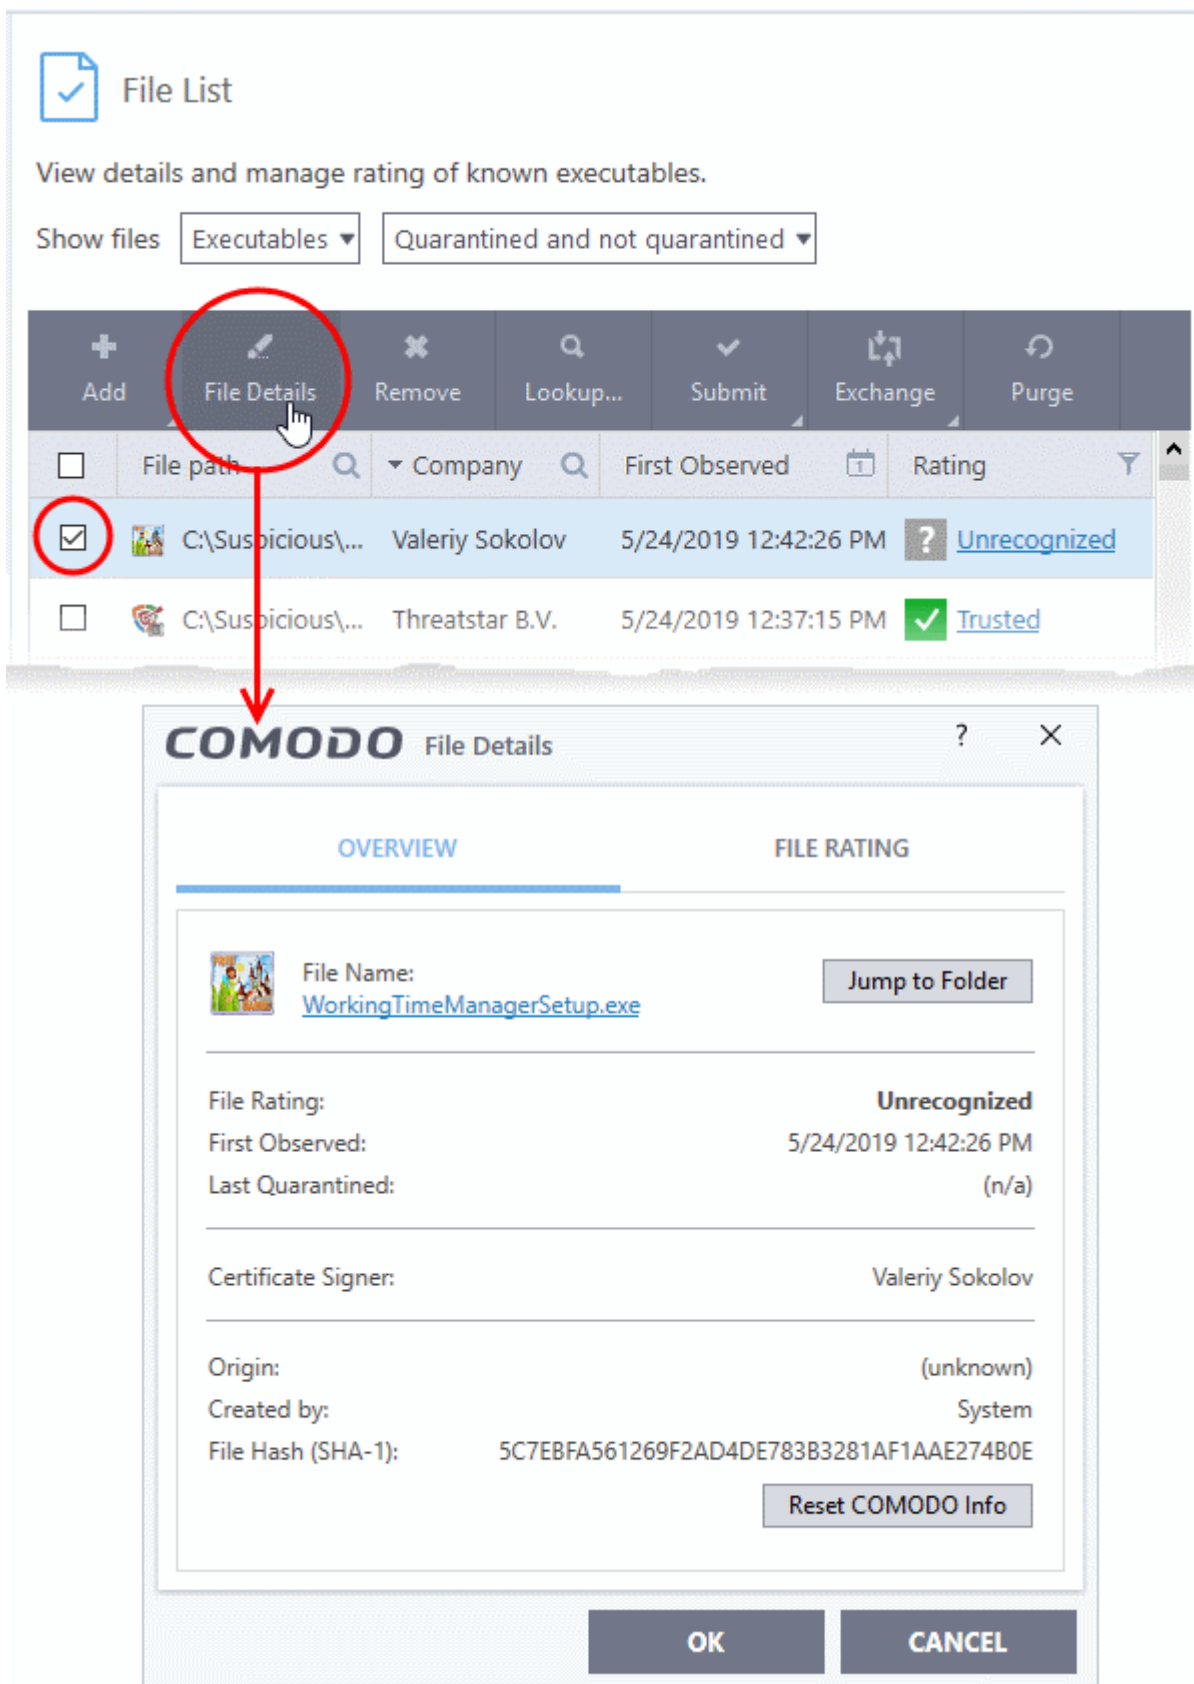 File List
View details and manage rating of known executables.
Show files Executables Quarantined and not quarantined
Add File Details Remove Lookup... Submit Exchange Purge
File path Company First Observed 1 Rating
C:\Suspicious\... Valeriy Sokolov 5/24/2019 12:42:26 PM ? Unrecognized
C:\Suspicious\... Threatstar B.V. 5/24/2019 12:37:15 PM Trusted
COMODO File Details ?
OVERVIEW FILE RATING
File Name:
WorkingTimeManagerSetup.exe
Jump to Folder
File Rating: Unrecognized
First Observed: 5/24/2019 12:42:26 PM
Last Quarantined: (n/a)
Certificate Signer: Valeriy Sokolov
Origin: (unknown)
Created by: System
File Hash (SHA-1): 5C7EBFA561269F2AD4DE783B3281AF1AAE274B0E
Reset COMODO Info
OK CANCEL